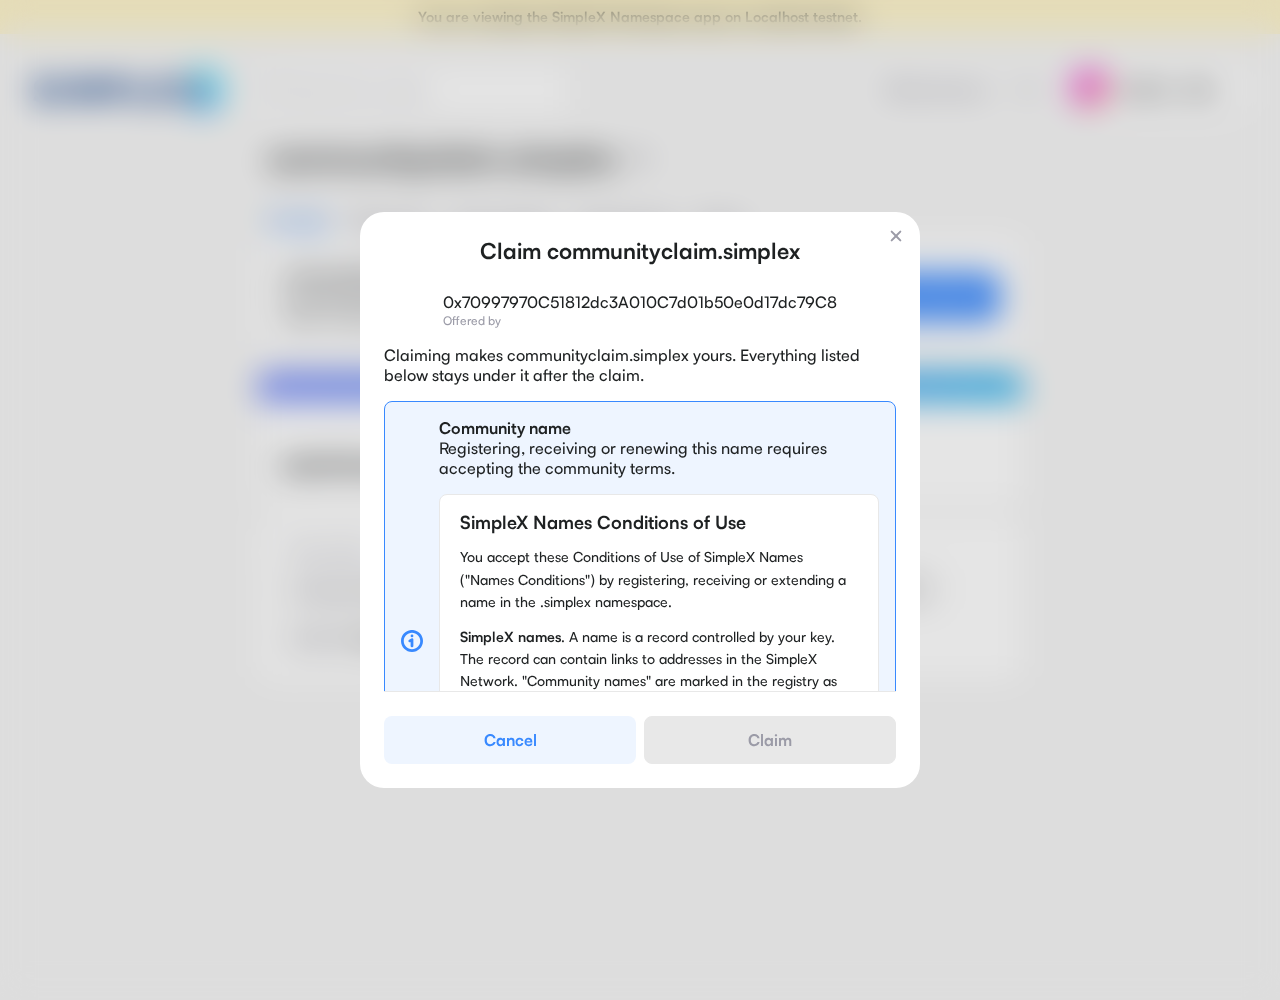 You are viewing the SimpleX Namespace app on Localhost testnet.
Claim communityclaim.simplex
0x70997970C51812dc3A010C7d01b50e0d17dc79C8
Offered by
Claiming makes communityclaim.simplex yours. Everything listed
below stays under it after the claim.
Community name
Registering, receiving or renewing this name requires
accepting the community terms.
SimpleX Names Conditions of Use
You accept these Conditions of Use of SimpleX Names
("Names Conditions") by registering, receiving or extending a
name in the .simplex namespace.
SimpleX names. A name is a record controlled by your key.
The record can contain links to addresses in the SimpleX
Network. "Community names" are marked in the registry as
Cancel
Claim